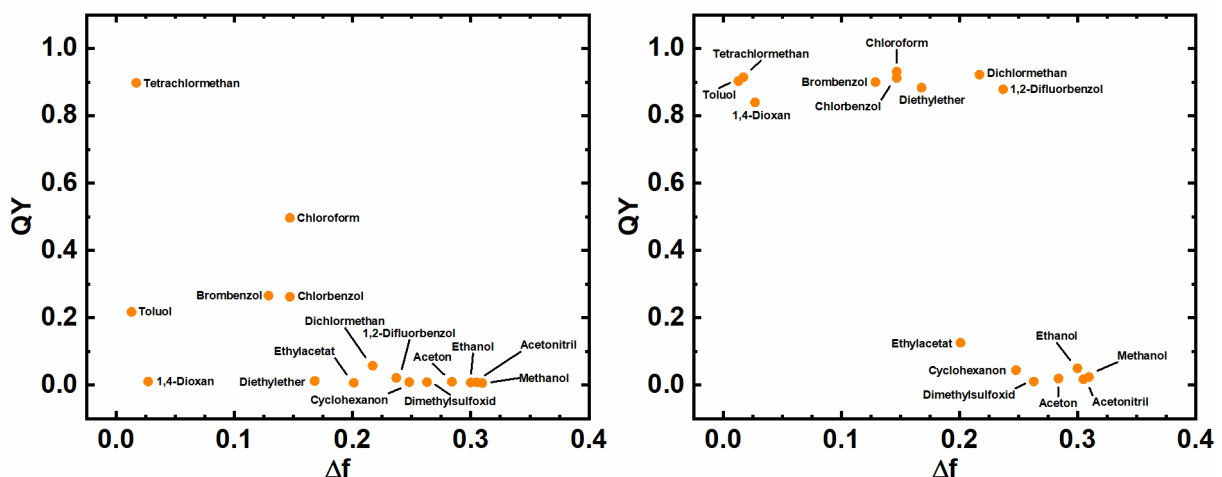 1.0
Tetrachlormethan
0.8
0.6
QY
Chloroform
0.4
Brombenzol
Chlorbenzol
0.2
Toluol
Dichlormethan
1,2-Difluorbenzol
Ethylacetat
Aceton
Ethanol
Acetonitril
1,4-Dioxan
Diethylether
0.0
Cyclohexanon
Dimethylsulfoxid
Methanol
0.0
0.1
0.2
0.3
0.4
Δf
1.0
Chloroform
Tetrachlormethan
Toluol
Brombenzol
Dichlormethan
1,2-Difluorbenzol
Chlorbenzol
Diethylether
1,4-Dioxan
0.8
0.6
QY
0.4
0.2
Ethylacetat
Ethanol
Methanol
Cyclohexanon
Dimethylsulfoxid
0.0
Aceton
Acetonitril
0.0
0.1
0.2
0.3
0.4
Δf